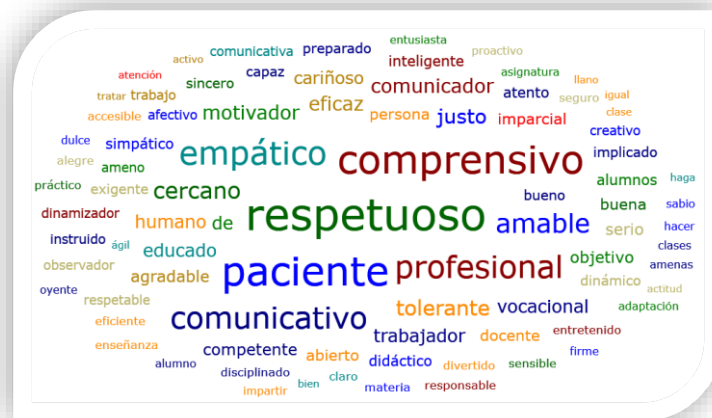 entusiasta
comunicativa preparado proactivo
activo inteligente
atención capaz cariñoso asignatura llano
sincero comunicador
tratar trabajo eficaz atento seguro igual
accesible afectivo motivador persona justo imparcial clase
dulce simpático empático comprensivo creativo
alegre ameno implicado
práctico exigente cercano bueno alumnos haga
dinamizador respetuoso buena sabio
humano de amable serio hacer
instruido ágil educado objetivo clases
observador paciente profesional amenas
agradable dinámico actitud
oyente respetable comunicativo tolerante vocacional adaptación
eficiente trabajador docente entretenido
enseñanza competente abierto firme
alumno didáctico divertido sensible
disciplinado claro
impartir bien materia responsable